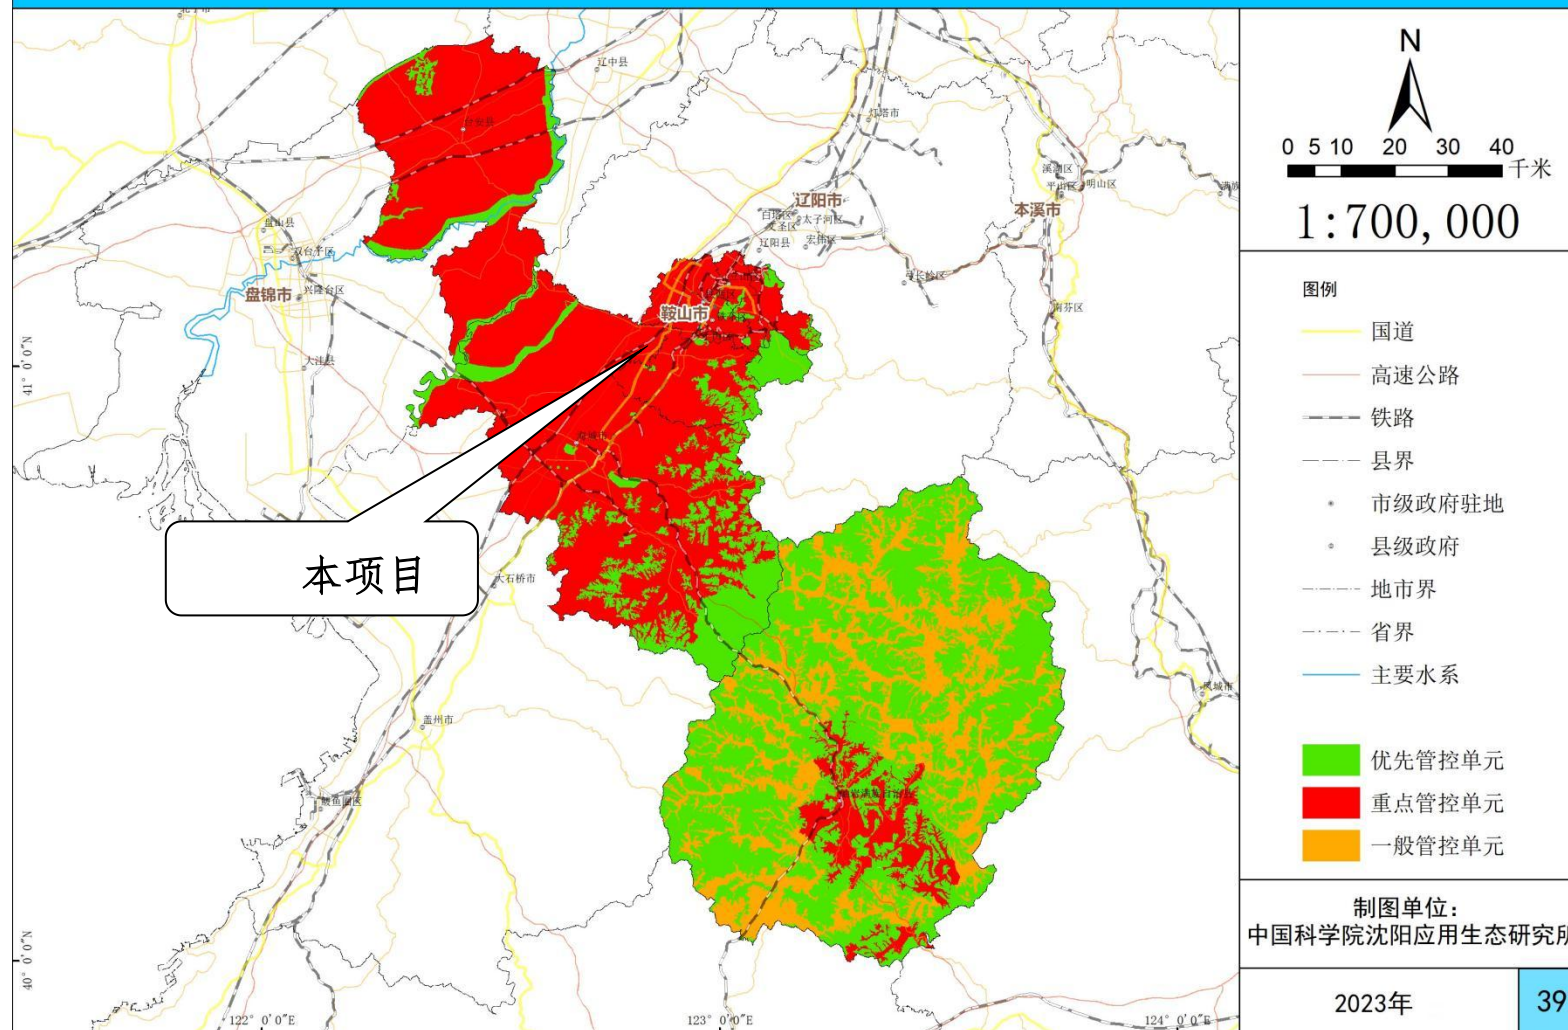 辽中县
台安县
灯塔市
溪湖区
平山区
明山区
辽阳市
本溪市
白塔区
太子河区
文圣区
宏伟区
辽阳县
弓长岭区
盘山县
双台子区
兴隆台区
盘锦市
鞍山市
南芬区
大洼县
海城市
本项目
大石桥市
凤城市
盖州市
鲅鱼圈区
41° 0′0″N
40° 0′0″N
122° 0′0″E
123° 0′0″E
124° 0′0″E
N
0 5 10 20 30 40
千米
1:700,000
图例
国道
高速公路
铁路
县界
市级政府驻地
县级政府
地市界
省界
主要水系
优先管控单元
重点管控单元
一般管控单元
制图单位：
中国科学院沈阳应用生态研究所
2023年
39